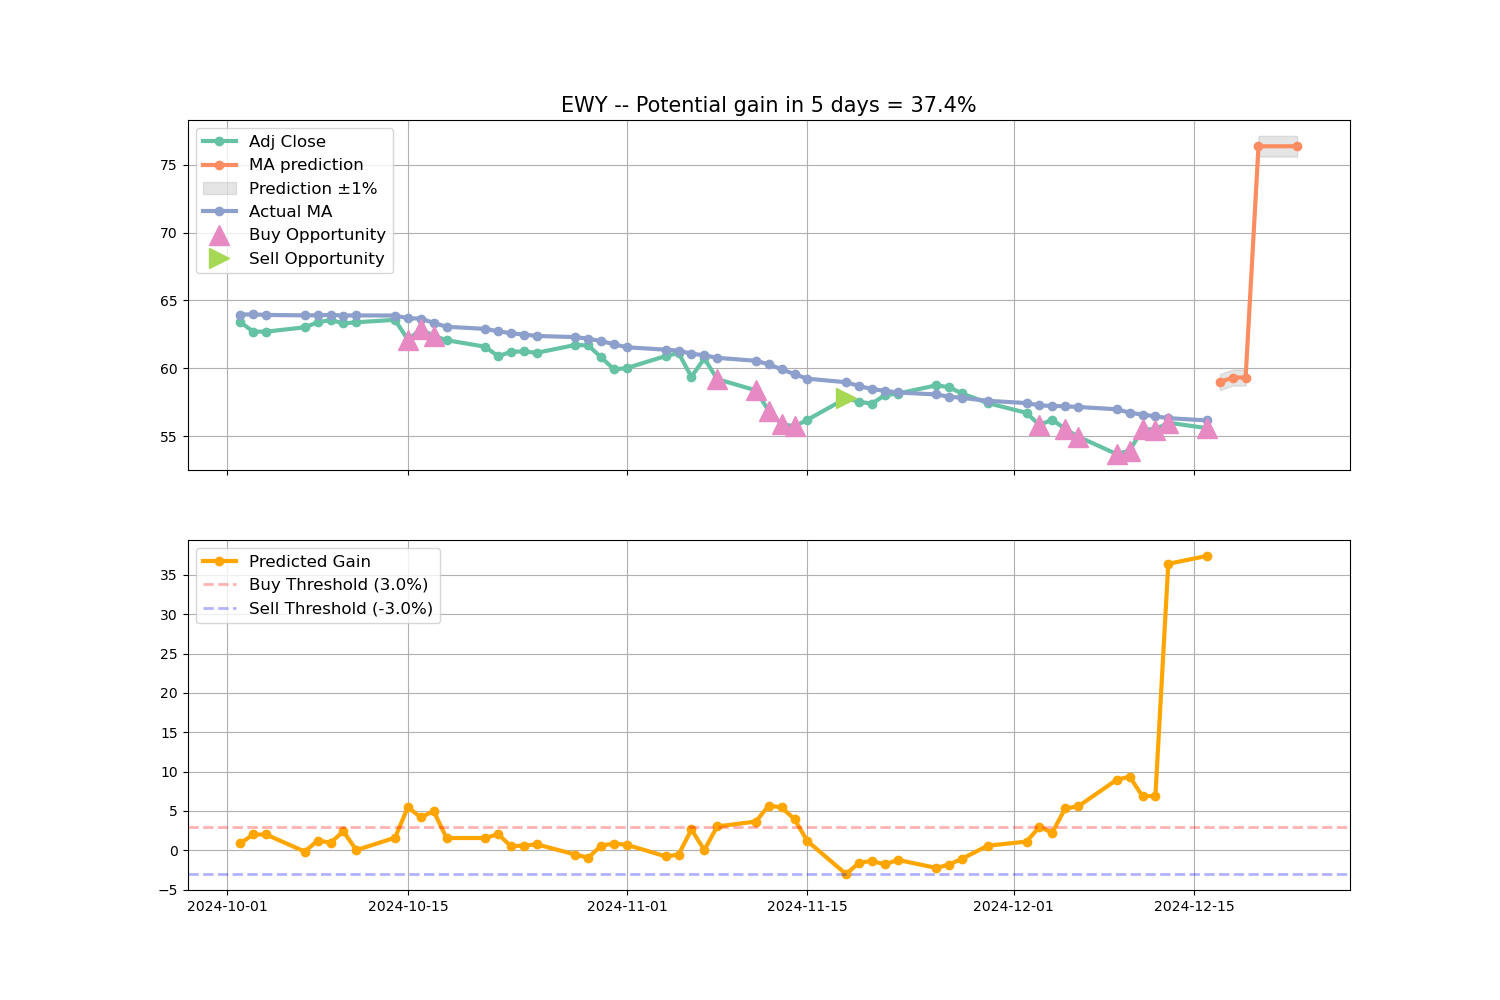 EWY -- Potential gain in 5 days = 37.4%
Adj Close
MA prediction
Prediction ±1%
Actual MA
Buy Opportunity
Sell Opportunity
75
70
65
60
55
Predicted Gain
Buy Threshold (3.0%)
Sell Threshold (-3.0%)
35
30
25
20
15
10
5
0
−5
2024-10-01
2024-10-15
2024-11-01
2024-11-15
2024-12-01
2024-12-15